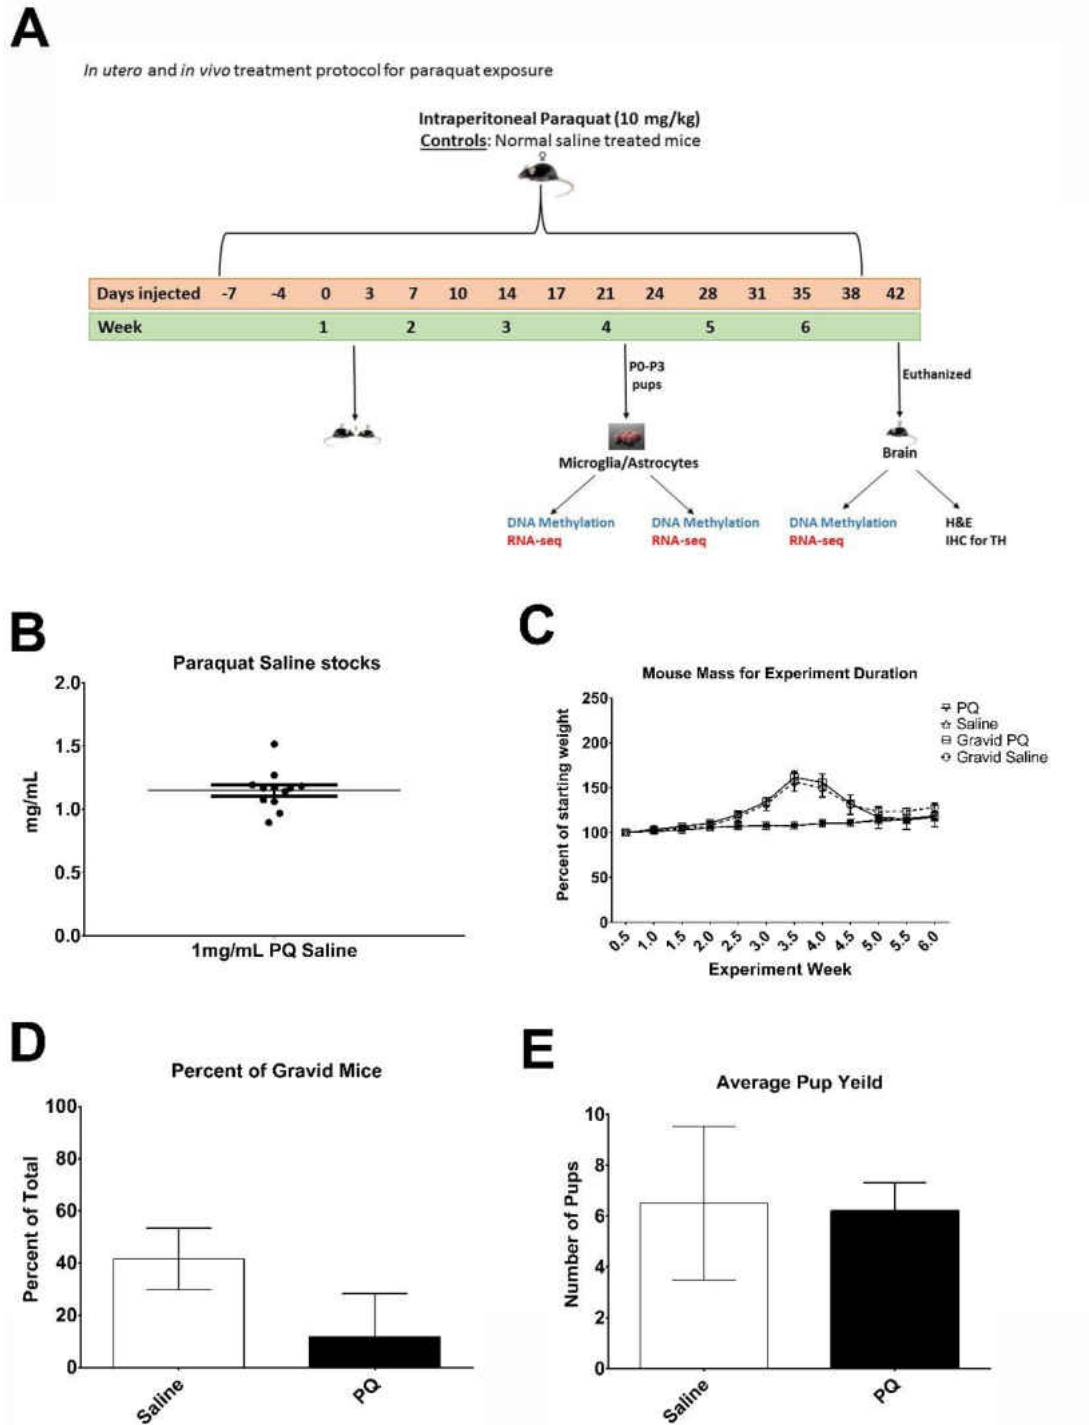 A
In utero and in vivo treatment protocol for paraquat exposure
Intraperitoneal Paraquat (10 mg/kg)
Controls: Normal saline treated mice
Days injected -7 -4 0 3 7 10 14 17 21 24 28 31 35 38 42
Week 1 2 3 4 5 6
P0-P3
pups
Euthanized
Microglia/Astrocytes
Brain
DNA Methylation
RNA-seq
DNA Methylation
RNA-seq
DNA Methylation
RNA-seq
H&E
IHC for TH
B
Paraquat Saline stocks
mg/mL
2.0
1.5
1.0
0.5
0.0
1mg/mL PQ Saline
C
Mouse Mass for Experiment Duration
Percent of starting weight
250
200
150
100
50
0
0.5 1.0 1.5 2.0 2.5 3.0 3.5 4.0 4.5 5.0 5.5 6.0
Experiment Week
PQ
Saline
Gravid PQ
Gravid Saline
D
Percent of Gravid Mice
Percent of Total
100
80
60
40
20
0
Saline PQ
E
Average Pup Yeild
Number of Pups
10
8
6
4
2
0
Saline PQ